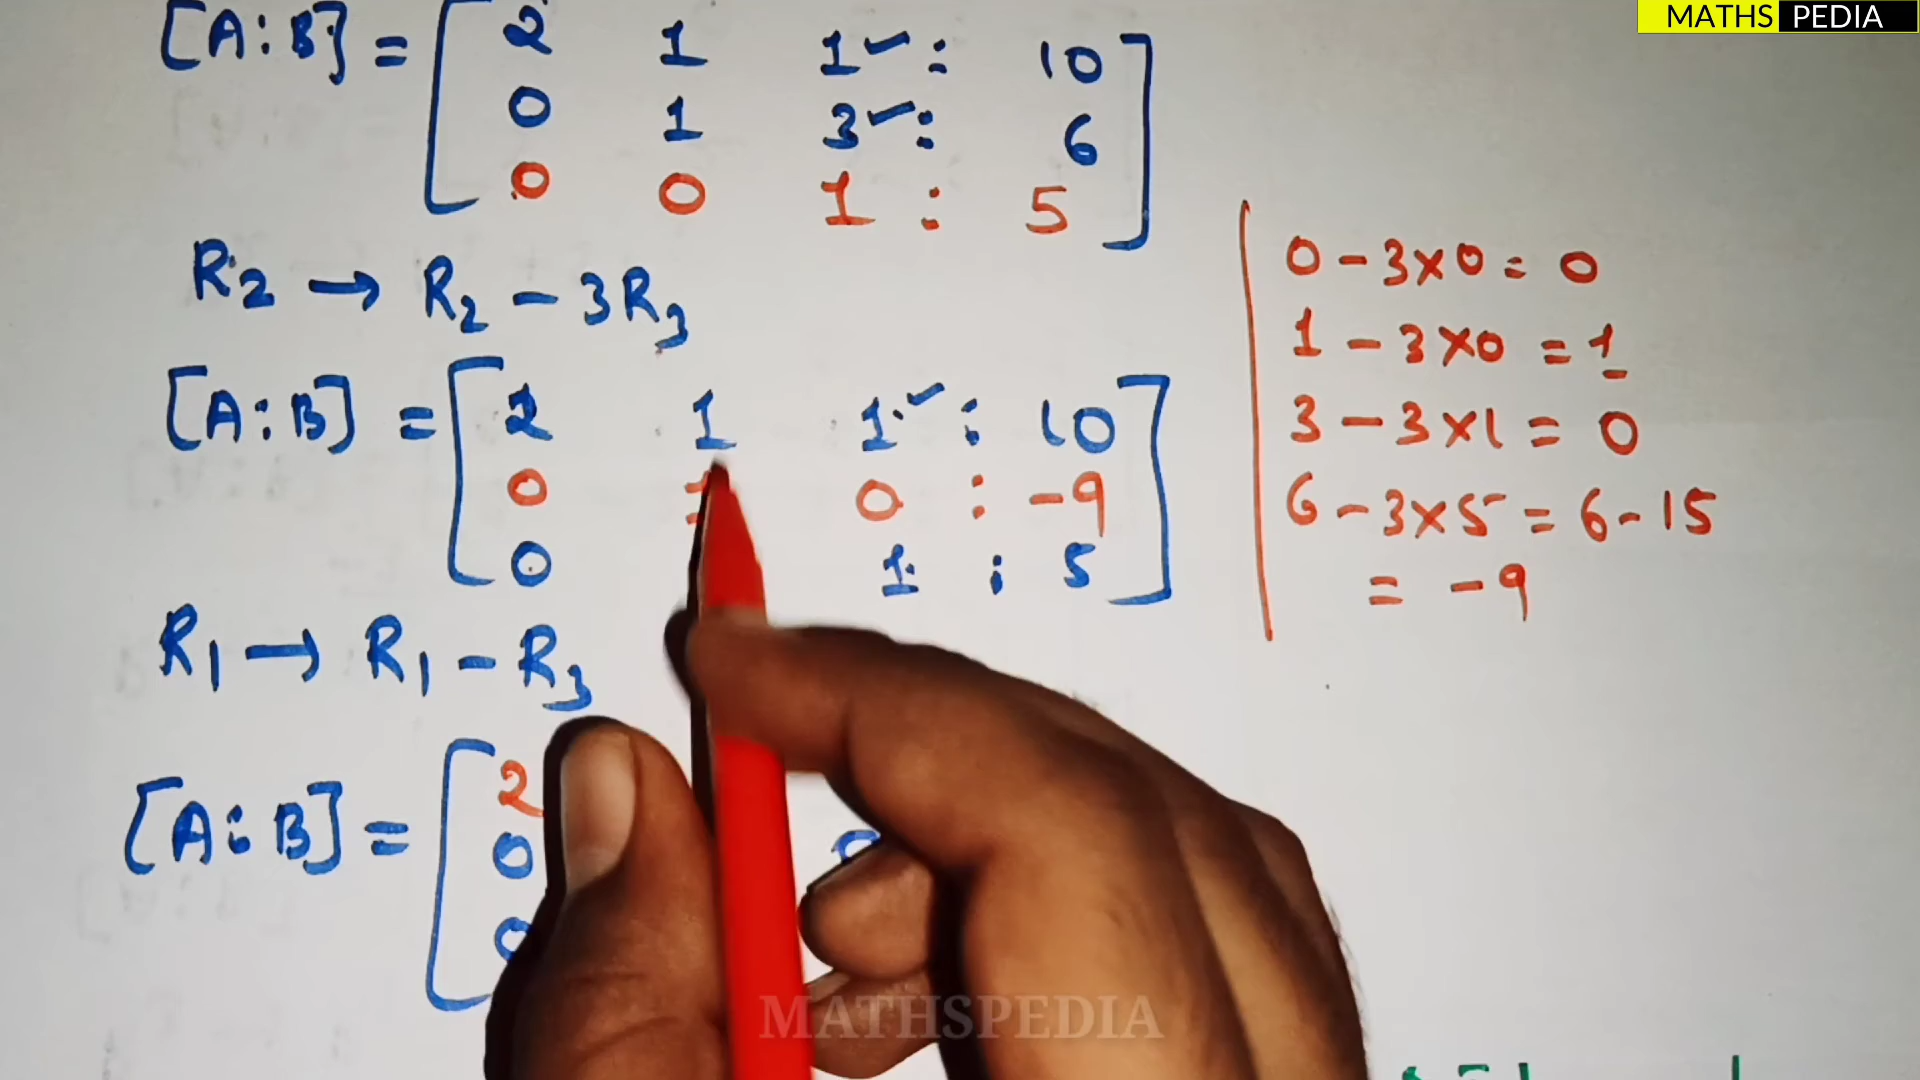 MATHS PEDIA
[A:B] = [ 2 1 1 ✓ : 10
0 1 3 ✓ : 6
0 0 1 : 5 ]
R₂ → R₂ - 3R₃
[A:B] = [ 2 1 1 ✓ : 10
0 0 : -9
0 1 : 5 ]
R₁ → R₁ - R₃
[A:B] = [ 2
0 0
0
0 - 3×0 = 0
1 - 3×0 = 1
3 - 3×1 = 0
6 - 3×5 = 6 - 15
= -9
MATHSPEDIA